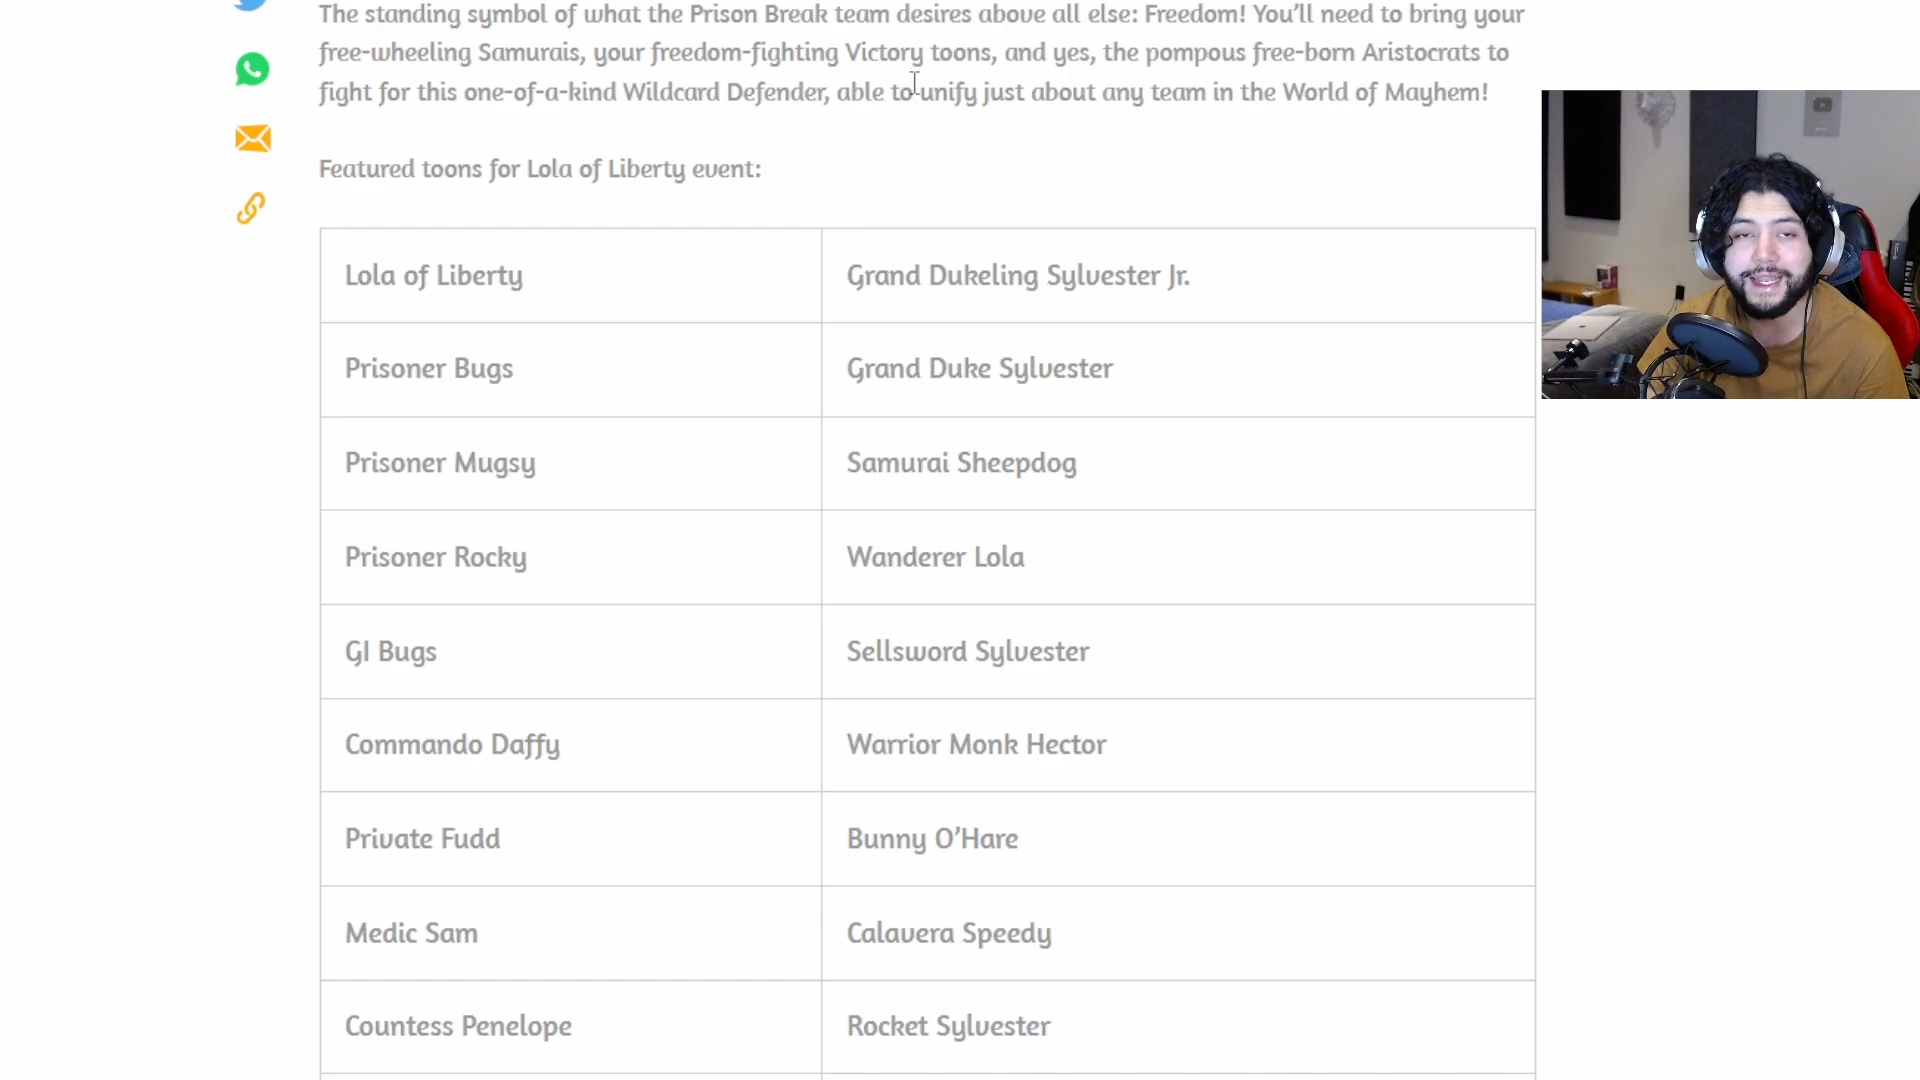 The standing symbol of what the Prison Break team desires above all else: Freedom! You'll need to bring your
free-wheeling Samurais, your freedom-fighting Victory toons, and yes, the pompous free-born Aristocrats to
fight for this one-of-a-kind Wildcard Defender, able to unify just about any team in the World of Mayhem!
Featured toons for Lola of Liberty event:
Lola of Liberty
Grand Dukeling Sylvester Jr.
Prisoner Bugs
Grand Duke Sylvester
Prisoner Mugsy
Samurai Sheepdog
Prisoner Rocky
Wanderer Lola
GI Bugs
Sellsword Sylvester
Commando Daffy
Warrior Monk Hector
Private Fudd
Bunny O'Hare
Medic Sam
Calavera Speedy
Countess Penelope
Rocket Sylvester